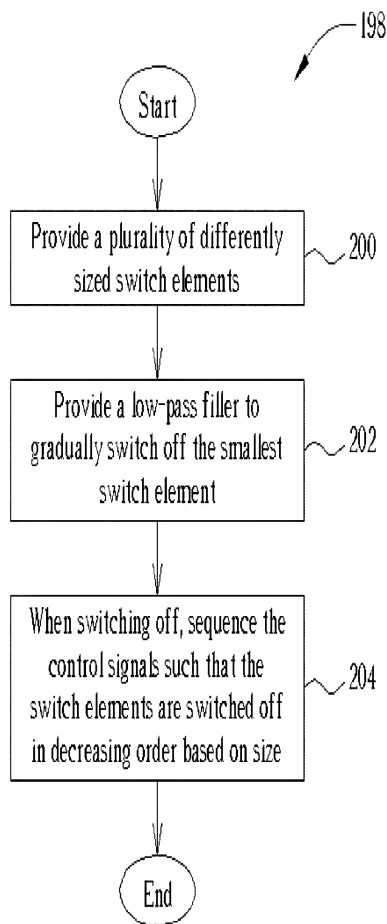 198
Start
Provide a plurality of differently
sized switch elements
200
Provide a low-pass filler to
gradually switch off the smallest
switch element
202
When switching off, sequence the
control signals such that the
switch elements are switched off
in decreasing order based on size
204
End